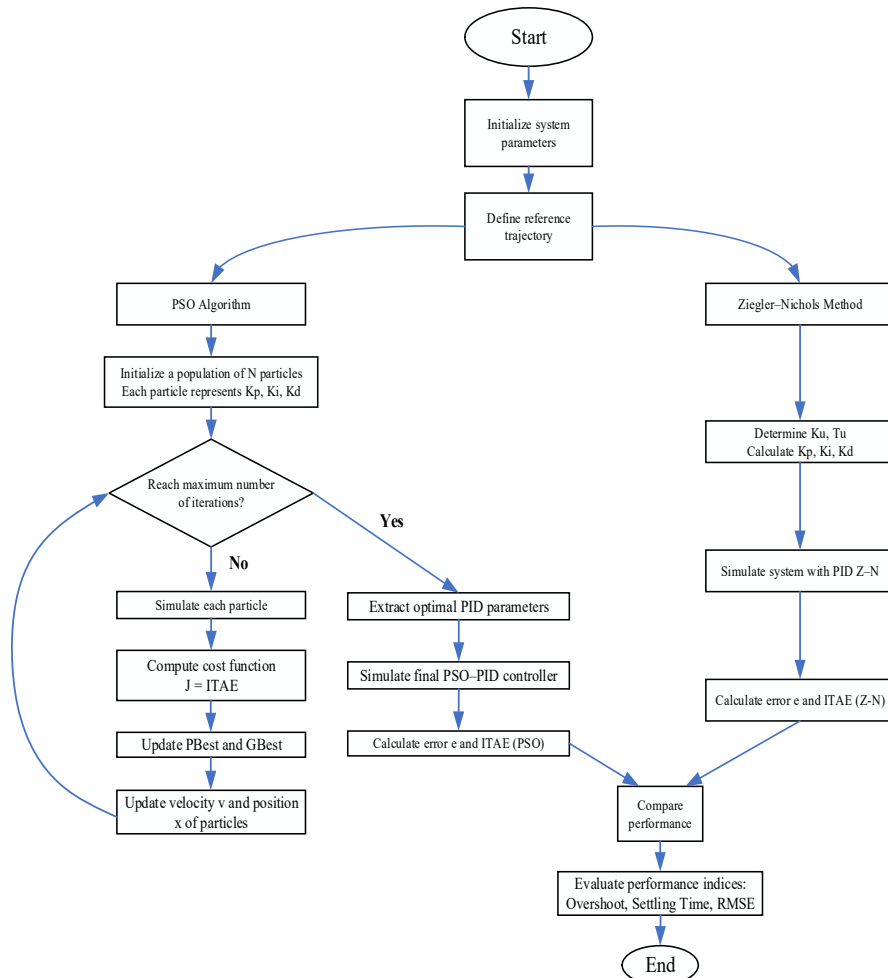 Start
Initialize system
parameters
Define reference
trajectory
PSO Algorithm
Ziegler–Nichols Method
Initialize a population of N particles
Each particle represents Kp, Ki, Kd
Determine Ku, Tu
Calculate Kp, Ki, Kd
Reach maximum number
of iterations?
Yes
No
Simulate system with PID Z–N
Simulate each particle
Extract optimal PID parameters
Compute cost function
J = ITAE
Simulate final PSO–PID controller
Calculate error e and ITAE (Z-N)
Update PBest and GBest
Calculate error e and ITAE (PSO)
Update velocity v and position
x of particles
Compare
performance
Evaluate performance indices:
Overshoot, Settling Time, RMSE
End